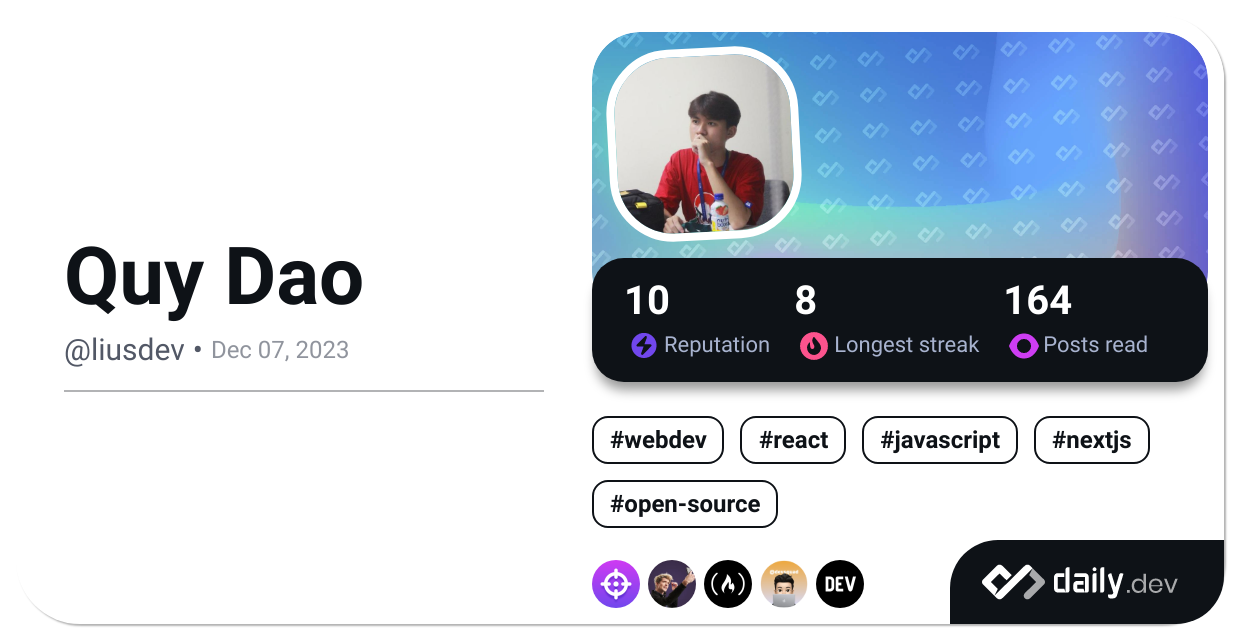 Quy Dao
@liusdev • Dec 07, 2023
10 8 164
Reputation Longest streak Posts read
#webdev #react #javascript #nextjs
#open-source
DEV
daily.dev